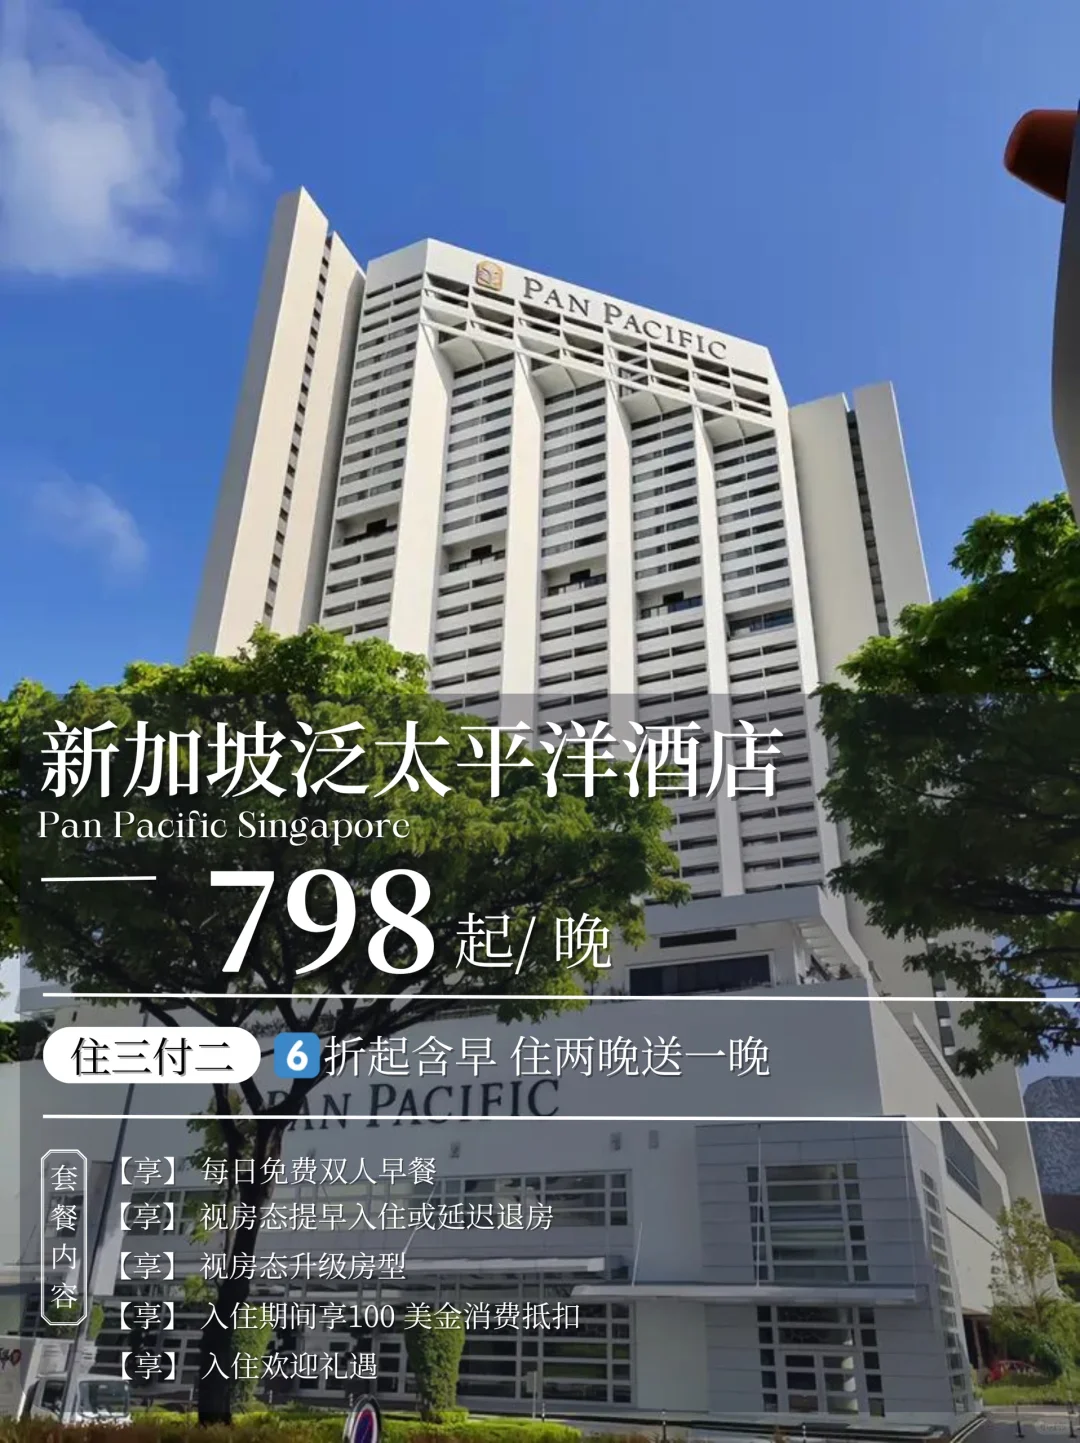 PAN PACIFIC
新加坡泛太平洋酒店
Pan Pacific Singapore
798 起/ 晚
住三付二 6折起含早 住两晚送一晚
PAN PACIFIC
套餐内容
【享】 每日免费双人早餐
【享】 视房态提早入住或延迟退房
【享】 视房态升级房型
【享】 入住期间享100 美金消费抵扣
【享】 入住欢迎礼遇